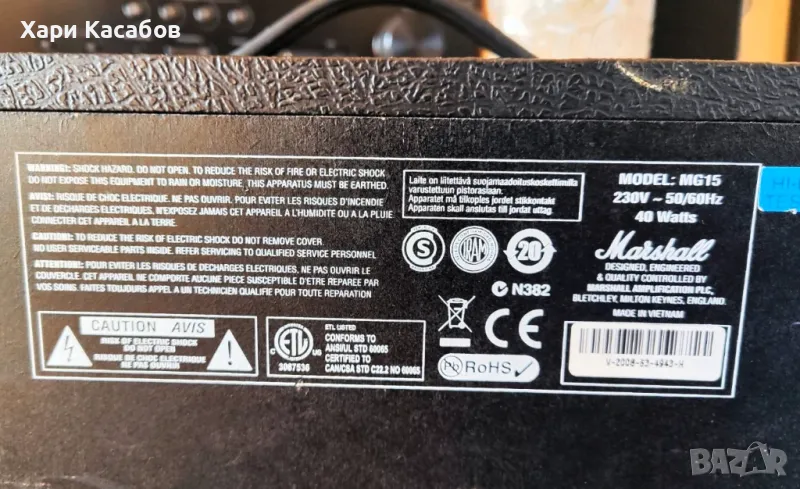 Хари Касабов
WARNING: SHOCK HAZARD. DO NOT OPEN. TO REDUCE THE RISK OF FIRE OR ELECTRIC SHOCK
DO NOT EXPOSE THIS EQUIPMENT TO RAIN OR MOISTURE. THIS APPARATUS MUST BE EARTHED.
AVIS: RISQUE DE CHOC ELECTRIQUE. NE PAS OUVRIR. POUR EVITER LES RISQUES D'INCENDIE
ET DE DECHARGES ELECTRIQUES, N'EXPOSEZ JAMAIS CET APPAREIL A L'HUMIDITE OU A LA PLUIE
CONNECTER CET APPAREIL A LA TERRE.
CAUTION: TO REDUCE THE RISK OF ELECTRIC SHOCK DO NOT REMOVE COVER.
NO USER SERVICEABLE PARTS INSIDE. REFER SERVICING TO QUALIFIED SERVICE PERSONNEL
ATTENTION: POUR EVITER LES RISQUES DE DECHARGES ELECTRIQUES, NE PAS OUVRIR LE
COUVERCLE. CET APPAREIL NE COMPORTE AUCUNE PIECE SUSCEPTIBLE D'ETRE REPAREE PAR
VOS SOINS. FAITES TOUJOURS APPEL A UN TECHNICIEN QUALIFIE POUR TOUTE REPARATION
CAUTION AVIS
RISK OF ELECTRIC SHOCK
DO NOT OPEN
RISQUE DE CHOC ELECTRIQUE
NE PAS OUVRIR
ETL LISTED
CONFORMS TO
ANSI/UL STD 60065
CERTIFIED TO
CAN/CSA STD C22.2 NO 60065
C ETL US
3067536
Laite on liitettävä suojamaadoituskoskettimilla
varustettuun pistorasiaan.
Apparatet må tilkoples jordet stikkontakt
Apparaten skall anslutas till jordat uttag.
S
IRAM
20
N382
CE
Pb RoHS
MODEL: MG15
230V ~ 50/60Hz
40 Watts
Marshall
DESIGNED, ENGINEERED
& QUALITY CONTROLLED BY
MARSHALL AMPLIFICATION PLC,
BLETCHLEY, MILTON KEYNES, ENGLAND.
MADE IN VIETNAM
V-2008-53-4943-H
BAZAR